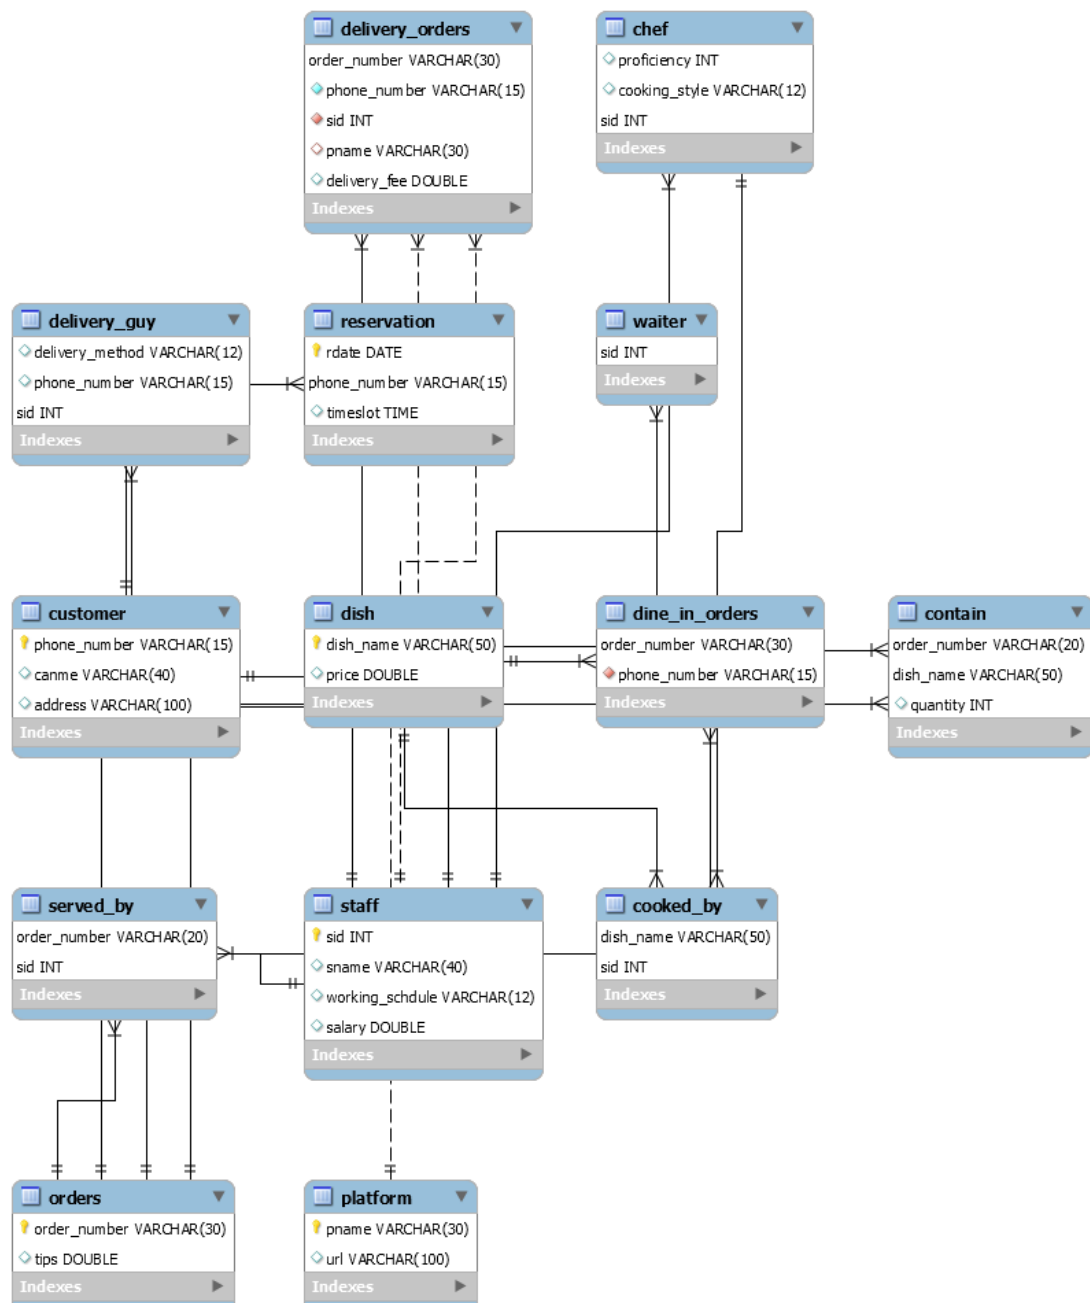 delivery_orders
order_number VARCHAR(30)
phone_number VARCHAR(15)
sid INT
pname VARCHAR(30)
delivery_fee DOUBLE
Indexes
chef
proficiency INT
cooking_style VARCHAR(12)
sid INT
Indexes
delivery_guy
delivery_method VARCHAR(12)
phone_number VARCHAR(15)
sid INT
Indexes
reservation
rdate DATE
phone_number VARCHAR(15)
timeslot TIME
Indexes
waiter
sid INT
Indexes
customer
phone_number VARCHAR(15)
canme VARCHAR(40)
address VARCHAR(100)
Indexes
dish
dish_name VARCHAR(50)
price DOUBLE
Indexes
dine_in_orders
order_number VARCHAR(30)
phone_number VARCHAR(15)
Indexes
contain
order_number VARCHAR(20)
dish_name VARCHAR(50)
quantity INT
Indexes
served_by
order_number VARCHAR(20)
sid INT
Indexes
staff
sid INT
sname VARCHAR(40)
working_schdule VARCHAR(12)
salary DOUBLE
Indexes
cooked_by
dish_name VARCHAR(50)
sid INT
Indexes
orders
order_number VARCHAR(30)
tips DOUBLE
Indexes
platform
pname VARCHAR(30)
url VARCHAR(100)
Indexes